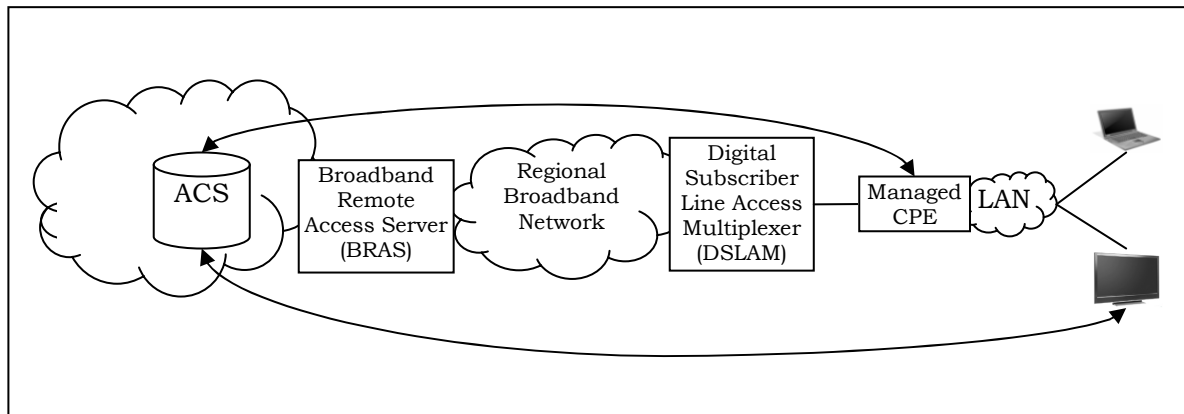 ACS
Broadband
Remote
Access Server
(BRAS)
Regional
Broadband
Network
Digital
Subscriber
Line Access
Multiplexer
(DSLAM)
Managed
CPE
LAN